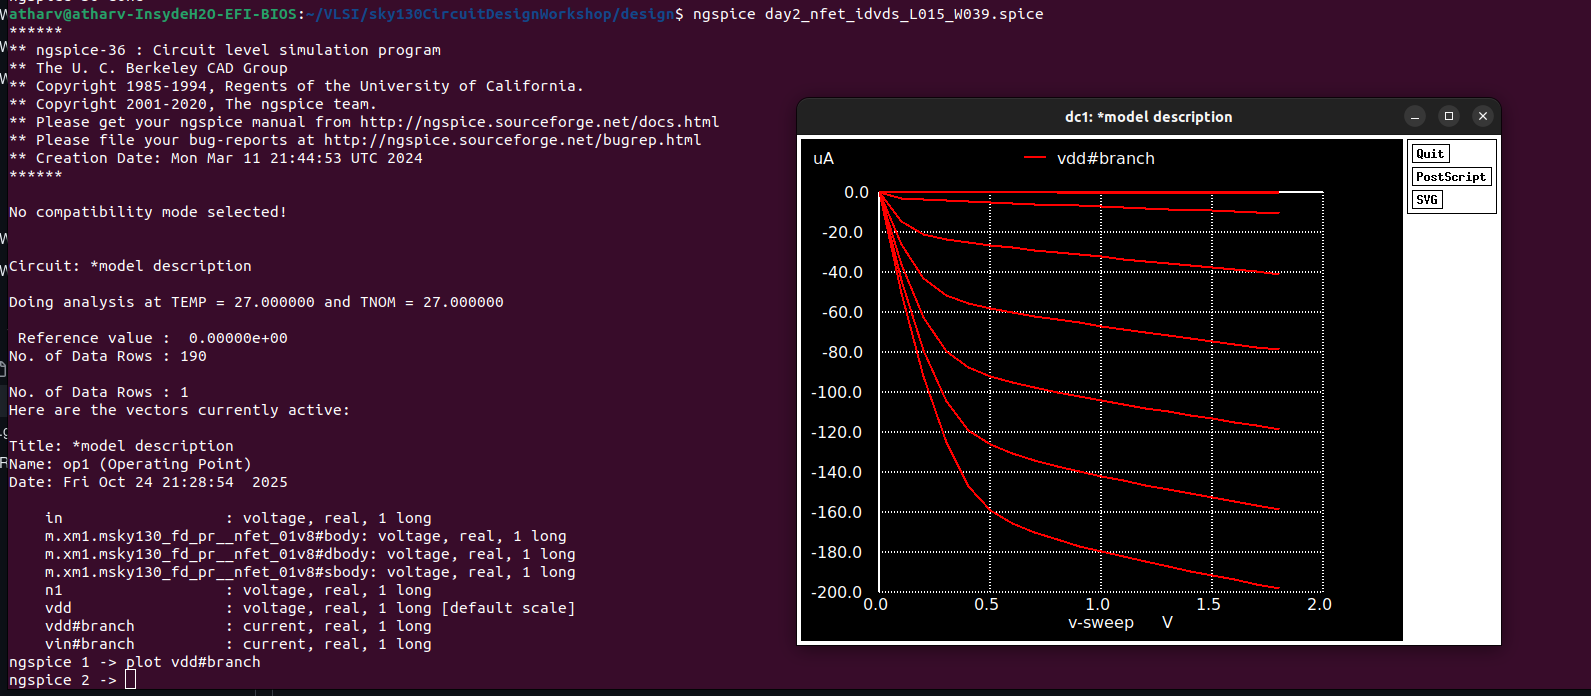 atharv@atharv-InsydeH2O-EFI-BIOS:~/VLSI/sky130CircuitDesignWorkshop/design$ ngspice day2_nfet_idvds_L015_W039.spice
******
** ngspice-36 : Circuit level simulation program
** The U. C. Berkeley CAD Group
** Copyright 1985-1994, Regents of the University of California.
** Copyright 2001-2020, The ngspice team.
** Please get your ngspice manual from http://ngspice.sourceforge.net/docs.html
** Please file your bug-reports at http://ngspice.sourceforge.net/bugrep.html
** Creation Date: Mon Mar 11 21:44:53 UTC 2024
******
No compatibility mode selected!
Circuit: *model description
Doing analysis at TEMP = 27.000000 and TNOM = 27.000000
Reference value :  0.00000e+00
No. of Data Rows : 190
No. of Data Rows : 1
Here are the vectors currently active:
Title: *model description
Name: op1 (Operating Point)
Date: Fri Oct 24 21:28:54  2025
in                  : voltage, real, 1 long
m.xm1.msky130_fd_pr__nfet_01v8#body: voltage, real, 1 long
m.xm1.msky130_fd_pr__nfet_01v8#dbody: voltage, real, 1 long
m.xm1.msky130_fd_pr__nfet_01v8#sbody: voltage, real, 1 long
n1                  : voltage, real, 1 long
vdd                 : voltage, real, 1 long [default scale]
vdd#branch          : current, real, 1 long
vin#branch          : current, real, 1 long
ngspice 1 -> plot vdd#branch
ngspice 2 ->
dc1: *model description
uA
vdd#branch
Quit
PostScript
SVG
0.0
-20.0
-40.0
-60.0
-80.0
-100.0
-120.0
-140.0
-160.0
-180.0
-200.0
0.0 0.5 1.0 1.5 2.0
v-sweep V